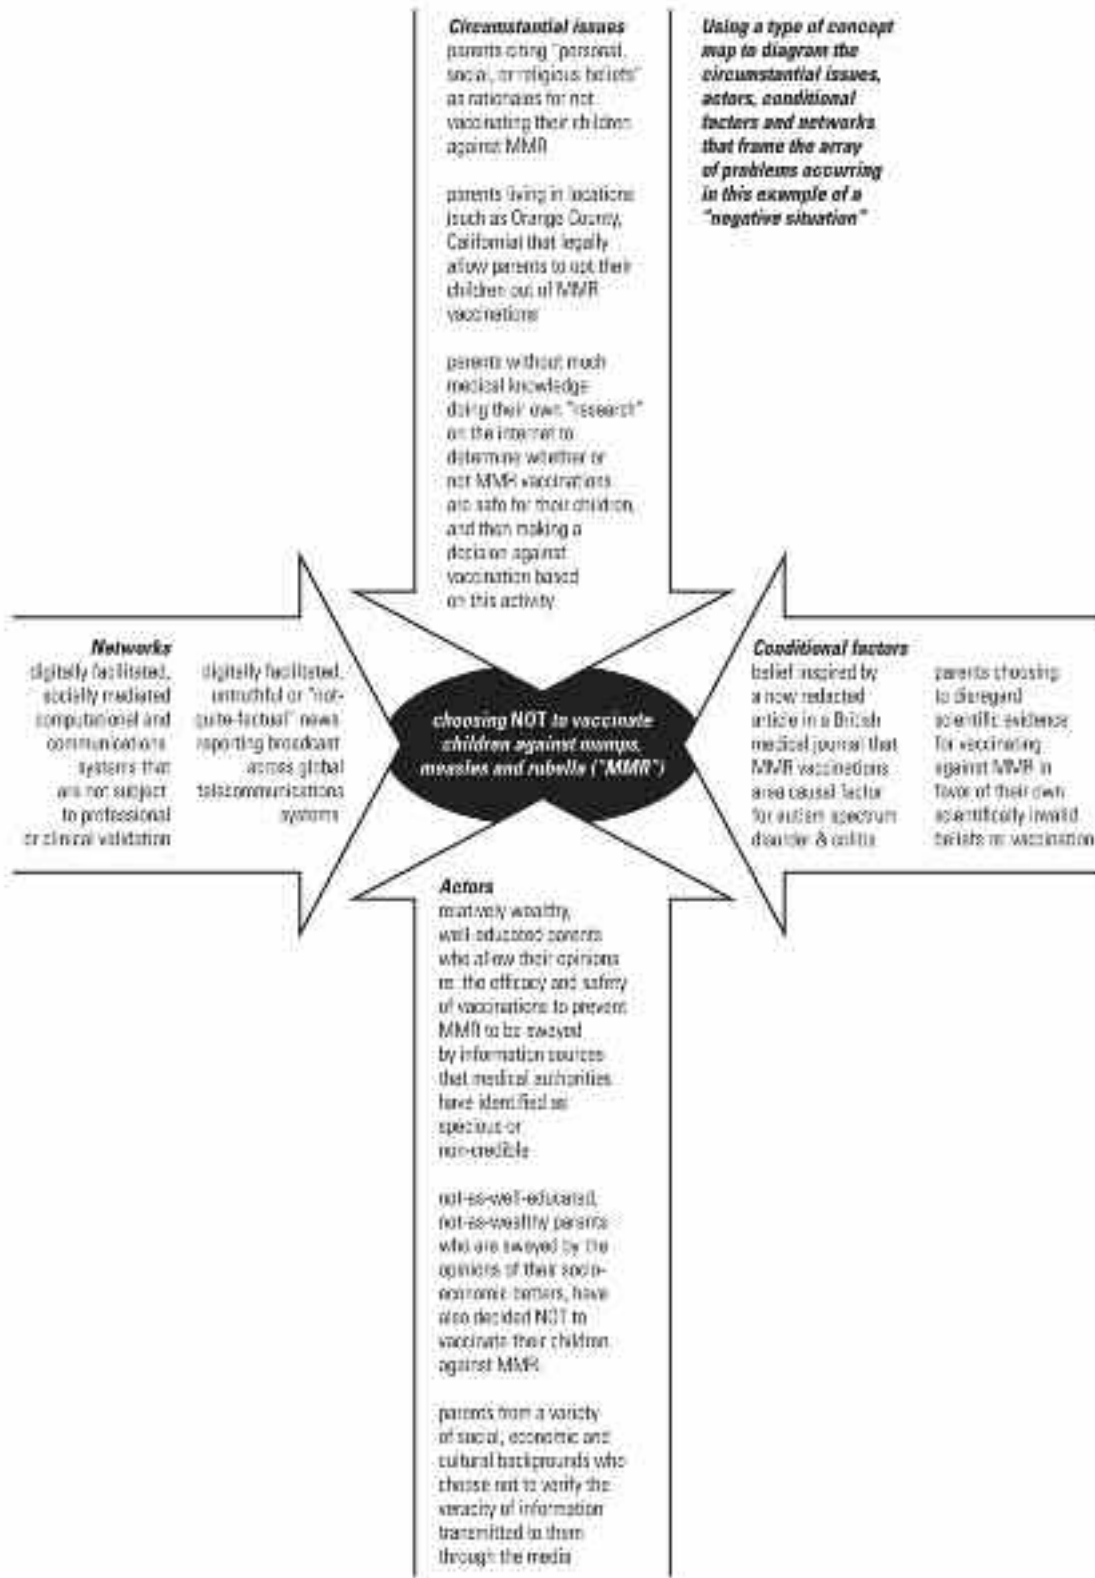 Circumstantial issues
parents citing "personal,
social, or religious beliefs"
as rationales for not
vaccinating their children
against MMR
parents living in locations
(such as Orange County,
California) that legally
allow parents to opt their
children out of MMR
vaccinations
parents without much
medical knowledge
doing their own "research"
on the internet to
determine whether or
not MMR vaccinations
are safe for their children,
and then making a
decision against
vaccination based
on this activity
Using a type of concept
map to diagram the
circumstantial issues,
actors, conditional
factors and networks
that frame the array
of problems occurring
in this example of a
"negative situation"
Networks
digitally facilitated,
socially mediated
computational and
communications
systems that
are not subject
to professional
or clinical validation
digitally facilitated,
untruthful or "not-
quite-factual" news
reporting broadcast
across global
telecommunications
systems
choosing NOT to vaccinate
children against mumps,
measles and rubella ("MMR")
Conditional factors
belief inspired by
a now redacted
article in a British
medical journal that
MMR vaccinations
area causal factor
for autism spectrum
disorder & colitis
parents choosing
to disregard
scientific evidence
for vaccinating
against MMR in
favor of their own
scientifically invalid
beliefs re: vaccination
Actors
relatively wealthy,
well-educated parents
who allow their opinions
re: the efficacy and safety
of vaccinations to prevent
MMR to be swayed
by information sources
that medical authorities
have identified as
specious or
non-credible
not-as-well-educated,
not-as-wealthy parents
who are swayed by the
opinions of their socio-
economic betters, have
also decided NOT to
vaccinate their children
against MMR
parents from a variety
of social, economic and
cultural backgrounds who
choose not to verify the
veracity of information
transmitted to them
through the media